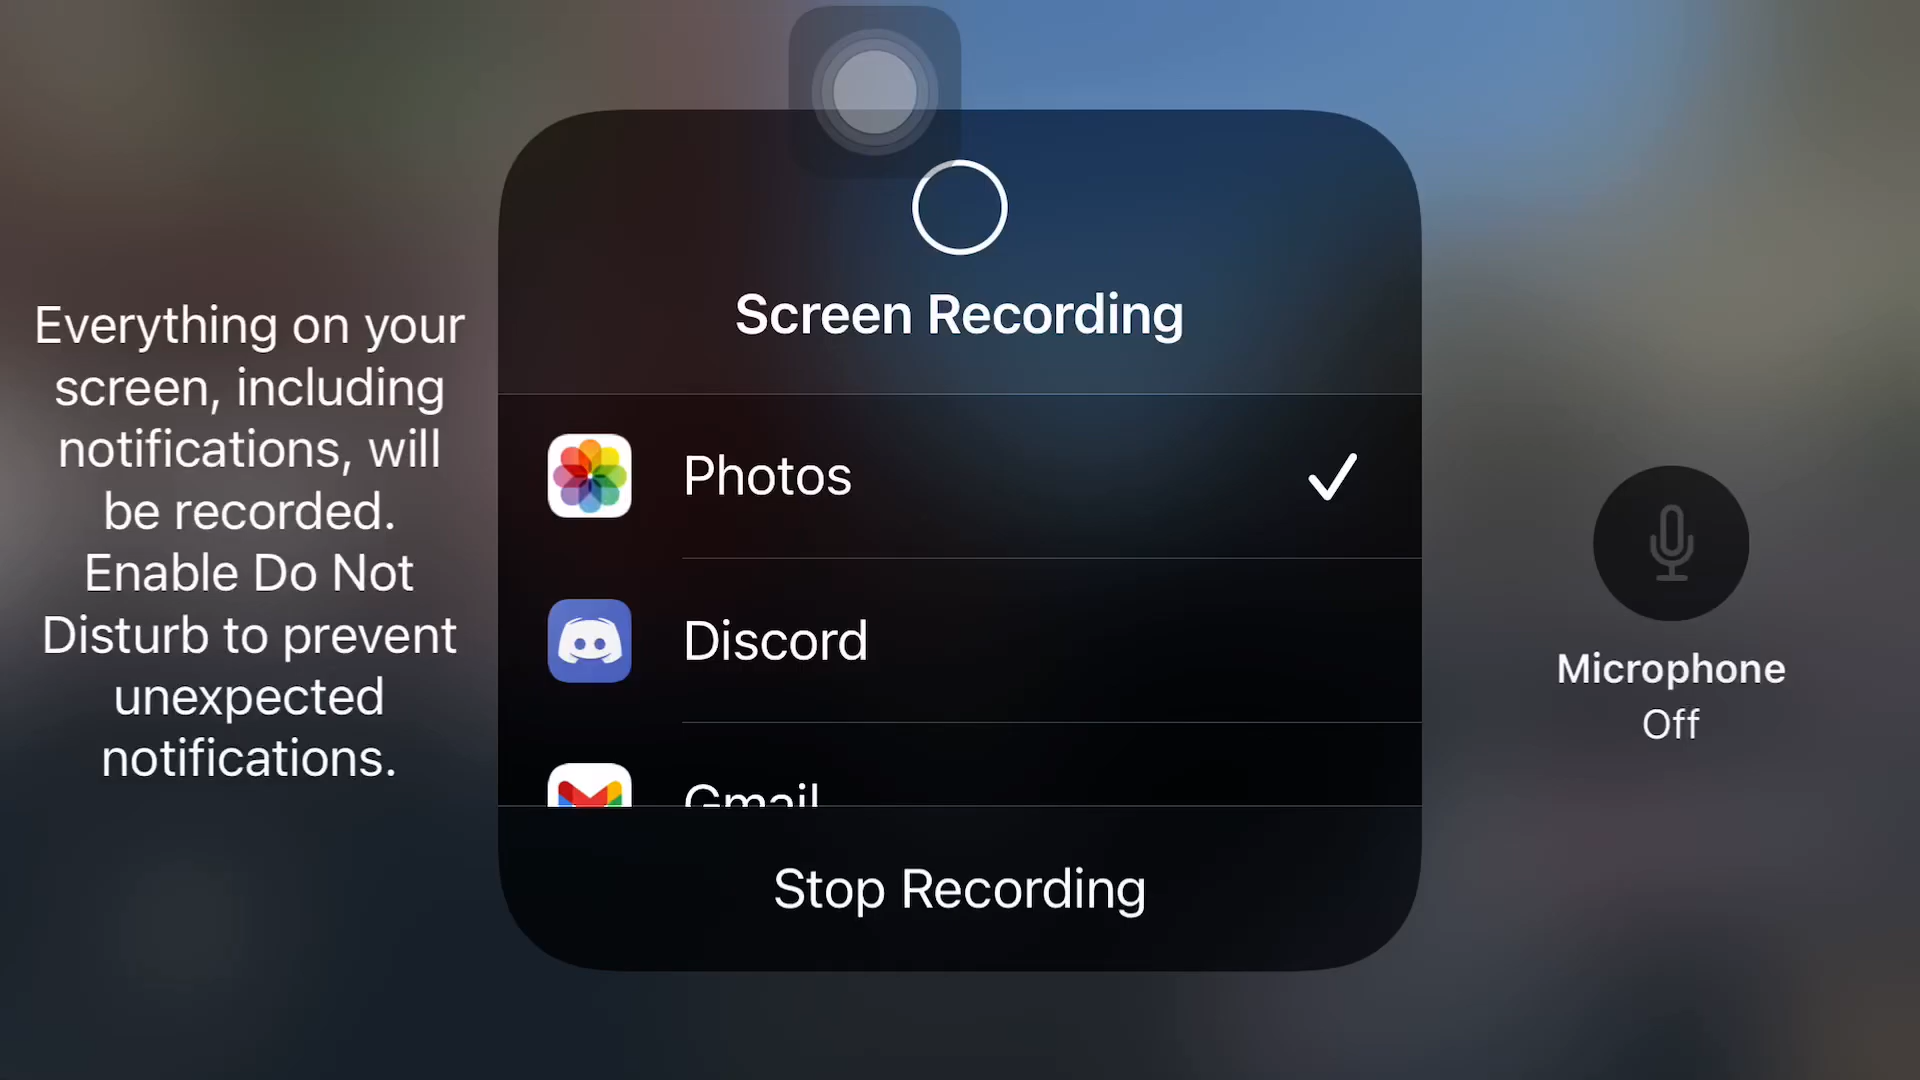 Everything on your
screen, including
notifications, will
be recorded.
Enable Do Not
Disturb to prevent
unexpected
notifications.
Screen Recording
Photos
Discord
Gmail
Stop Recording
Microphone
Off